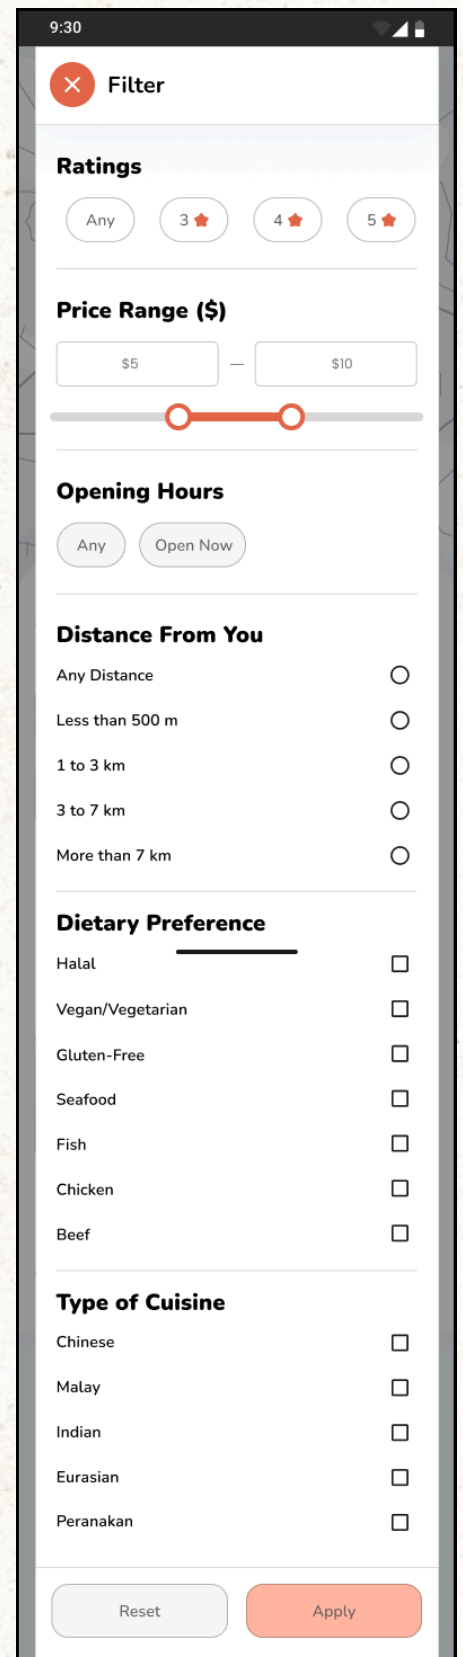 9:30
Filter
Ratings
Any 3 4 5
Price Range ($)
$5 — $10
Opening Hours
Any Open Now
Distance From You
Any Distance
Less than 500 m
1 to 3 km
3 to 7 km
More than 7 km
Dietary Preference
Halal
Vegan/Vegetarian
Gluten-Free
Seafood
Fish
Chicken
Beef
Type of Cuisine
Chinese
Malay
Indian
Eurasian
Peranakan
Reset Apply